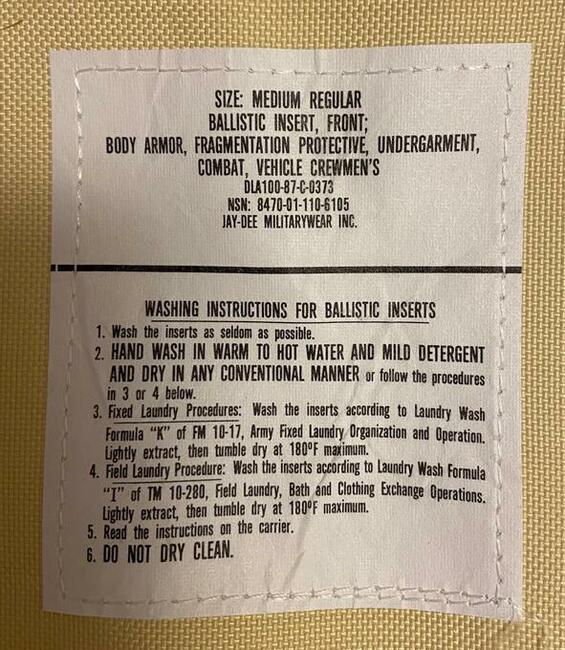 SIZE: MEDIUM REGULAR
BALLISTIC INSERT, FRONT;
BODY ARMOR, FRAGMENTATION PROTECTIVE, UNDERGARMENT,
COMBAT, VEHICLE CREWMEN'S
DLA100-87-C-0373
NSN: 8470-01-110-6105
JAY-DEE MILITARYWEAR INC.
WASHING INSTRUCTIONS FOR BALLISTIC INSERTS
1. Wash the inserts as seldom as possible.
2. HAND WASH IN WARM TO HOT WATER AND MILD DETERGENT
AND DRY IN ANY CONVENTIONAL MANNER or follow the procedures
in 3 or 4 below.
3. Fixed Laundry Procedures: Wash the inserts according to Laundry Wash
Formula "K" of FM 10-17, Army Fixed Laundry Organization and Operation.
Lightly extract, then tumble dry at 180°F maximum.
4. Field Laundry Procedure: Wash the inserts according to Laundry Wash Formula
"I" of TM 10-280, Field Laundry, Bath and Clothing Exchange Operations.
Lightly extract, then tumble dry at 180°F maximum.
5. Read the instructions on the carrier.
6. DO NOT DRY CLEAN.